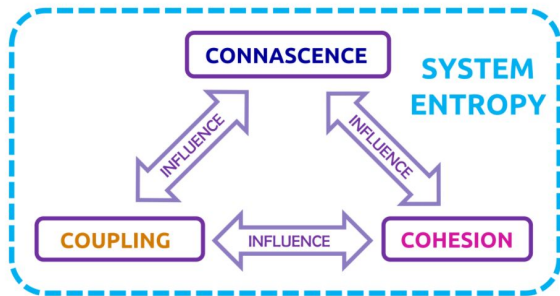 CONNASCENCE
SYSTEM
ENTROPY
INFLUENCE
INFLUENCE
COUPLING
INFLUENCE
COHESION